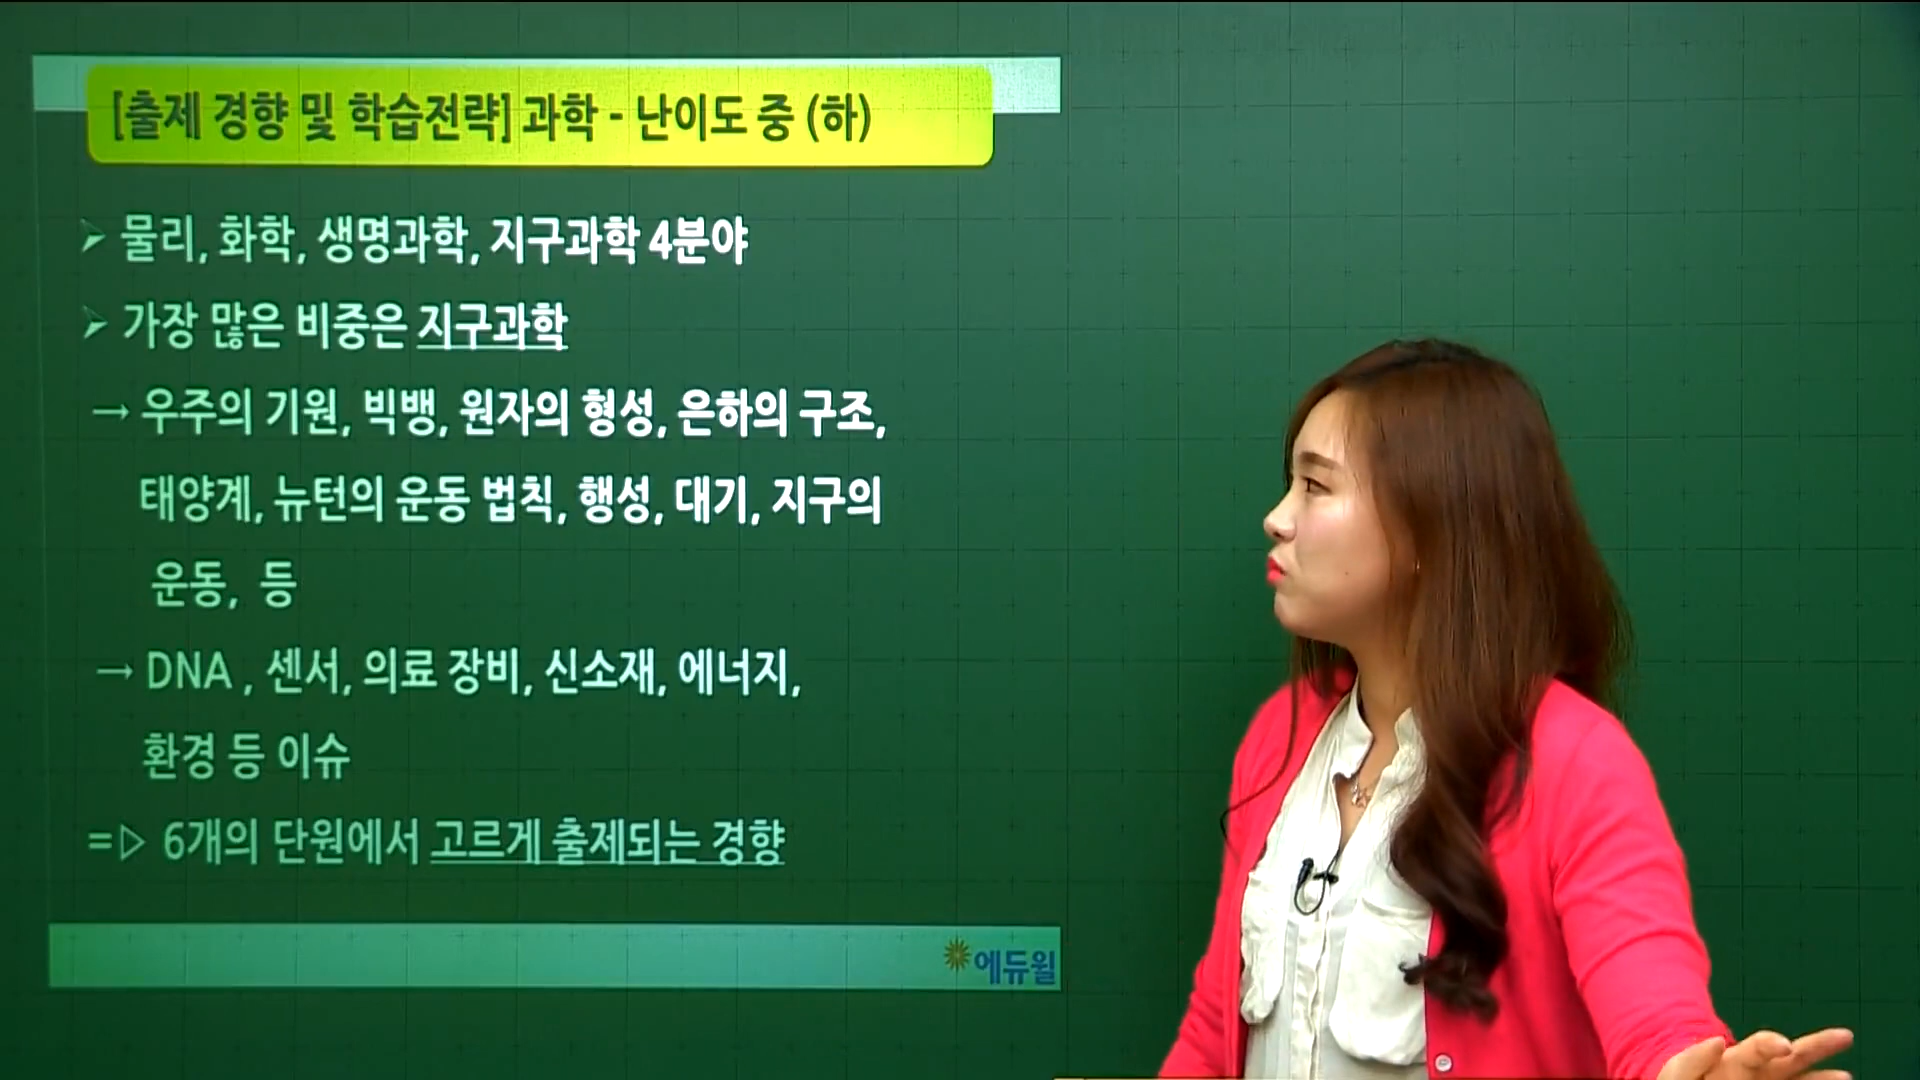 [출제 경향 및 학습전략] 과학 - 난이도 중 (하)
➢ 물리, 화학, 생명과학, 지구과학 4분야
➢ 가장 많은 비중은 지구과학
→ 우주의 기원, 빅뱅, 원자의 형성, 은하의 구조,
태양계, 뉴턴의 운동 법칙, 행성, 대기, 지구의
운동, 등
→ DNA , 센서, 의료 장비, 신소재, 에너지,
환경 등 이슈
=▷ 6개의 단원에서 고르게 출제되는 경향
에듀윌